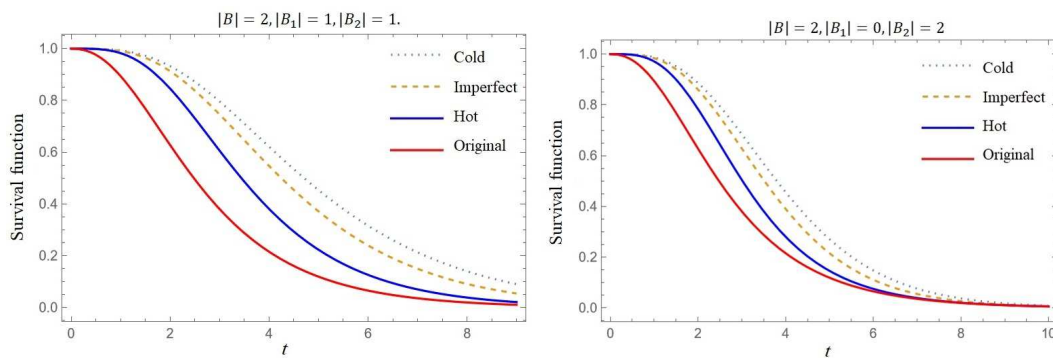 |B| = 2, |B₁| = 1, |B₂| = 1.
1.0
0.8
0.6
0.4
0.2
0.0
Survival function
Cold
Imperfect
Hot
Original
0 2 4 6 8
t
|B| = 2, |B₁| = 0, |B₂| = 2
1.0
0.8
0.6
0.4
0.2
0.0
Survival function
Cold
Imperfect
Hot
Original
0 2 4 6 8 10
t